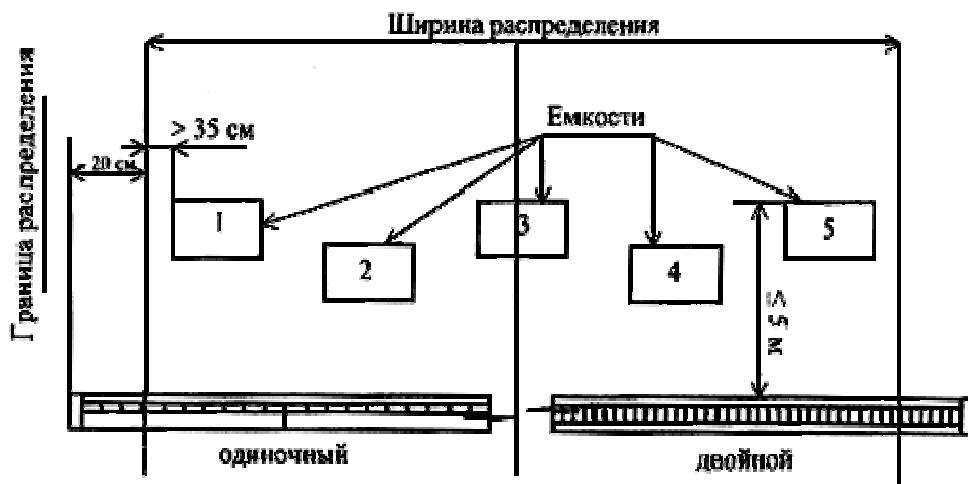 Ширина распределения
Граница распределения
> 35 см
20 см
Емкости
1
2
3
4
5
≤ 5 м
одиночный
двойной